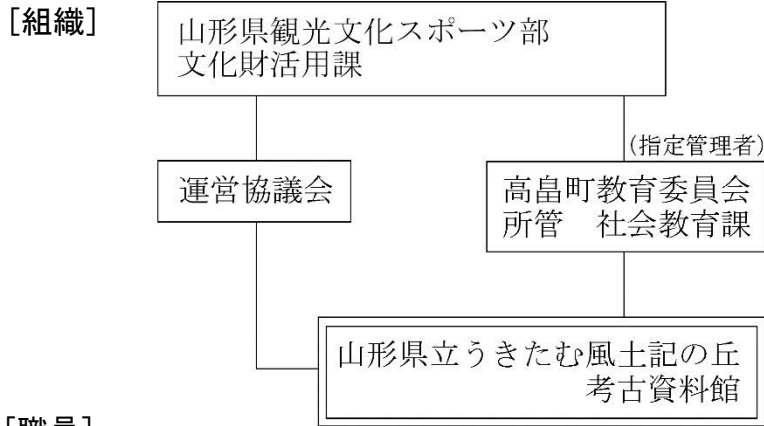 [組織]
山形県観光文化スポーツ部
文化財活用課
(指定管理者)
運営協議会
高畠町教育委員会
所管　社会教育課
山形県立うきたむ風土記の丘
考古資料館
[職員]